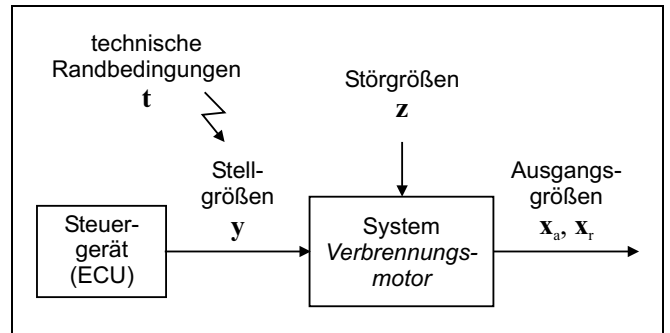 technische
Randbedingungen
t
Störgrößen
z
Stell-
größen
y
Ausgangs-
größen
xa, xr
Steuer-
gerät
(ECU)
System
Verbrennungs-
motor